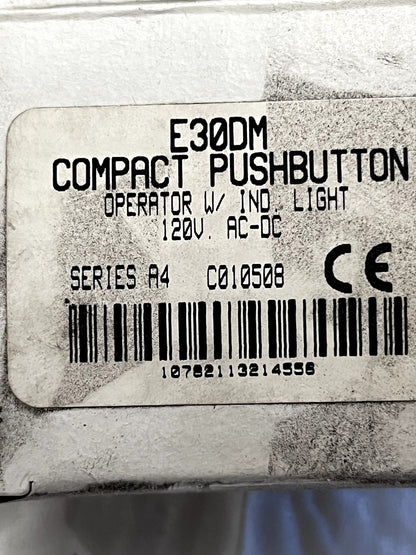 E30DM
COMPACT PUSHBUTTON
OPERATOR W/ IND. LIGHT
120V. AC-DC
SERIES A4 C010508 CE
10782113214556